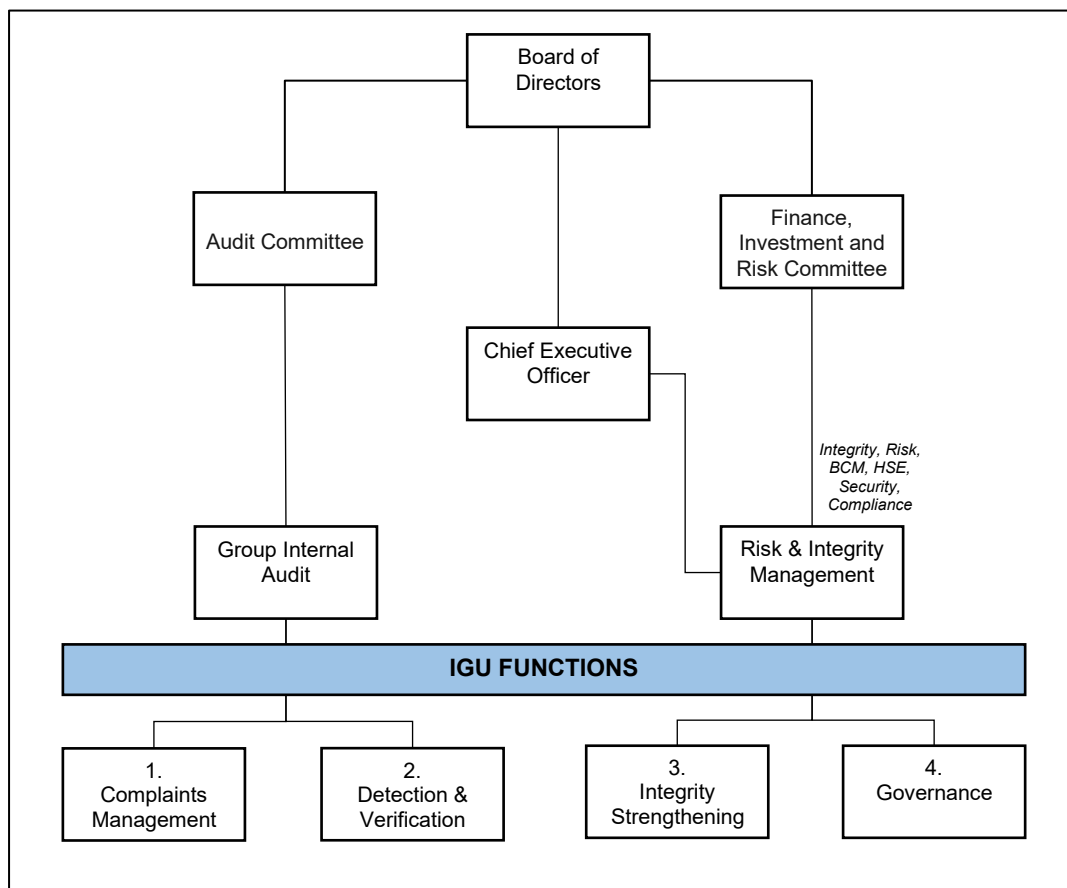 Board of
Directors
Audit Committee
Finance,
Investment and
Risk Committee
Chief Executive
Officer
Integrity, Risk,
BCM, HSE,
Security,
Compliance
Group Internal
Audit
Risk & Integrity
Management
IGU FUNCTIONS
1.
Complaints
Management
2.
Detection &
Verification
3.
Integrity
Strengthening
4.
Governance